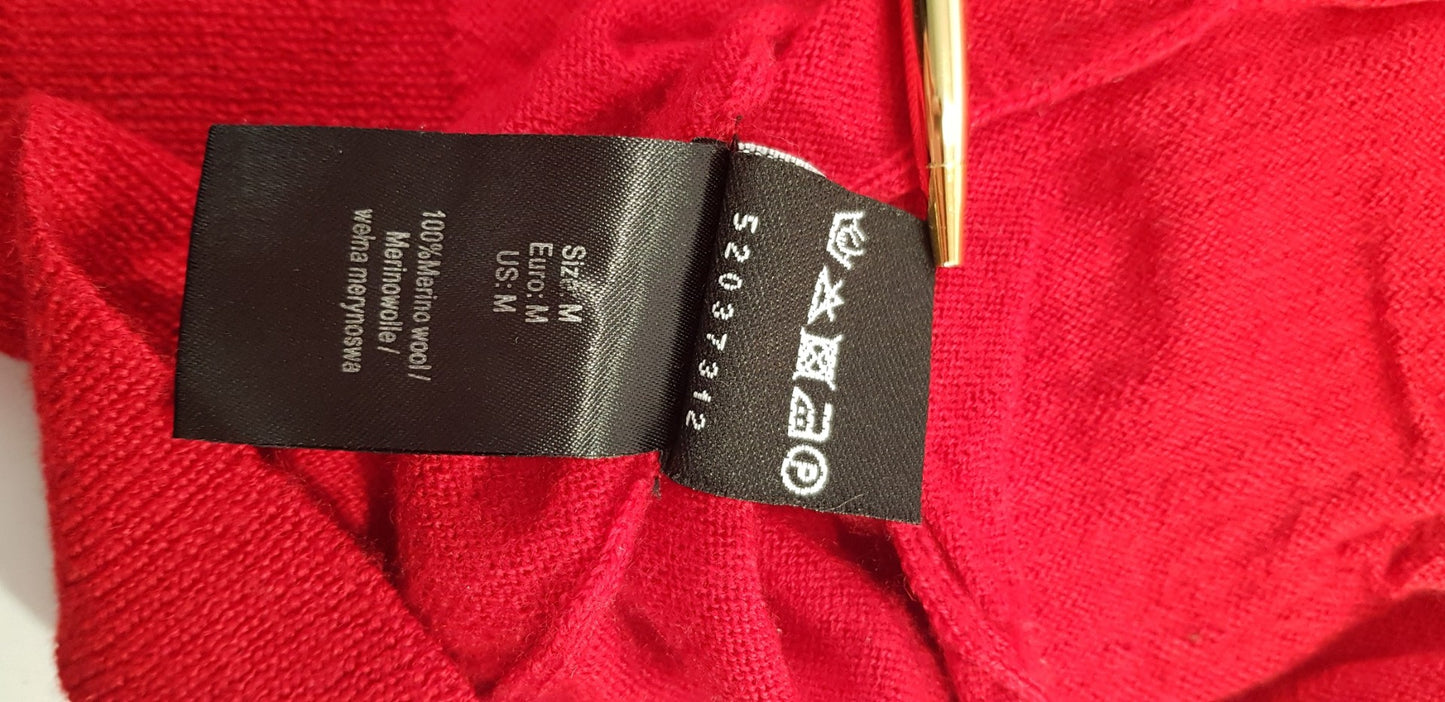 Size: M
Euro: M
US: M
100%Merino wool /
Merinowolle /
wełna merynoswa
52037312
P